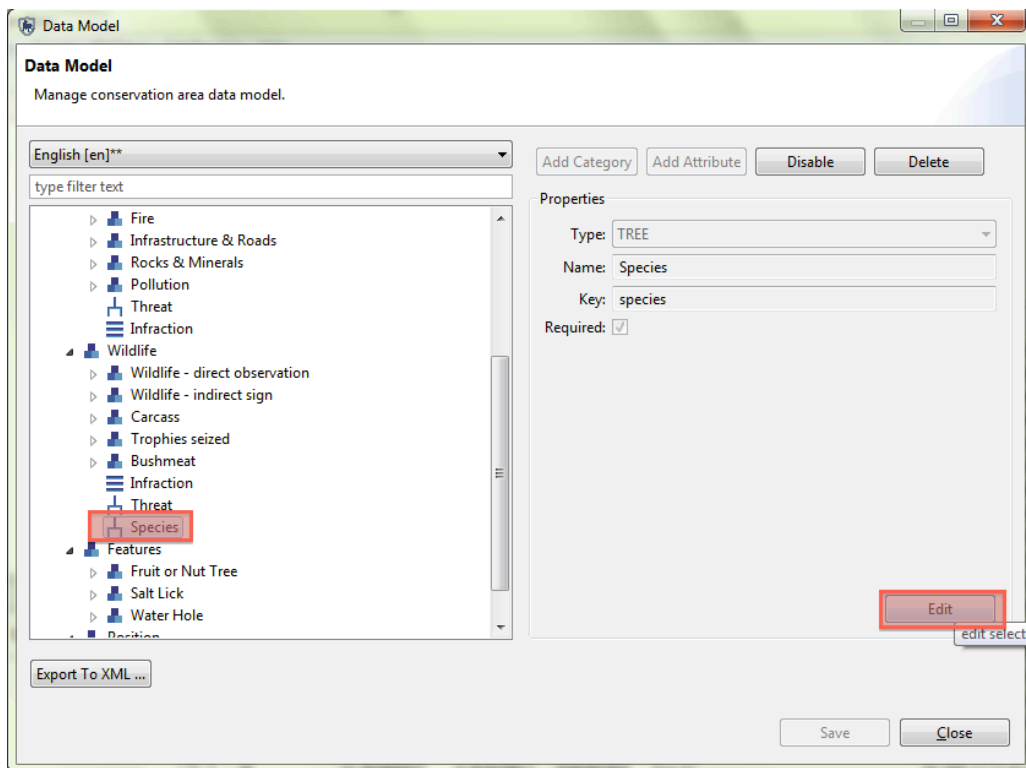 Data Model
Data Model
Manage conservation area data model.
English [en]**
type filter text
Fire
Infrastructure & Roads
Rocks & Minerals
Pollution
Threat
Infraction
Wildlife
Wildlife - direct observation
Wildlife - indirect sign
Carcass
Trophies seized
Bushmeat
Infraction
Threat
Species
Features
Fruit or Nut Tree
Salt Lick
Water Hole
Position
Export To XML ...
Add Category Add Attribute Disable Delete
Properties
Type: TREE
Name: Species
Key: species
Required:
Edit
edit select
Save Close